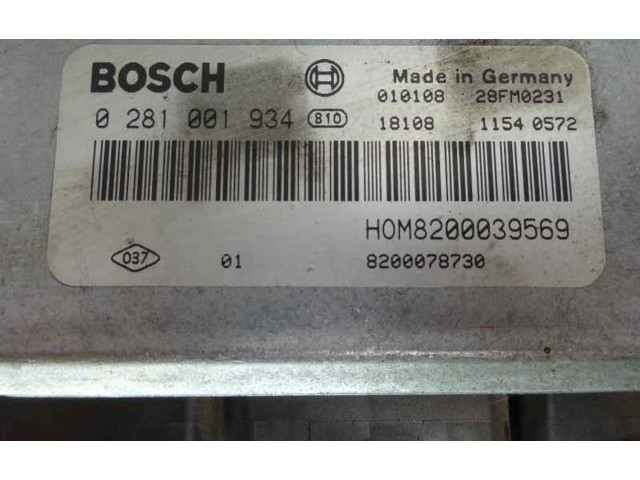 BOSCH Made in Germany
010108 28FM0231
0 281 001 934 810 18108 1154 0572
HOM8200039569
037 01 8200078730